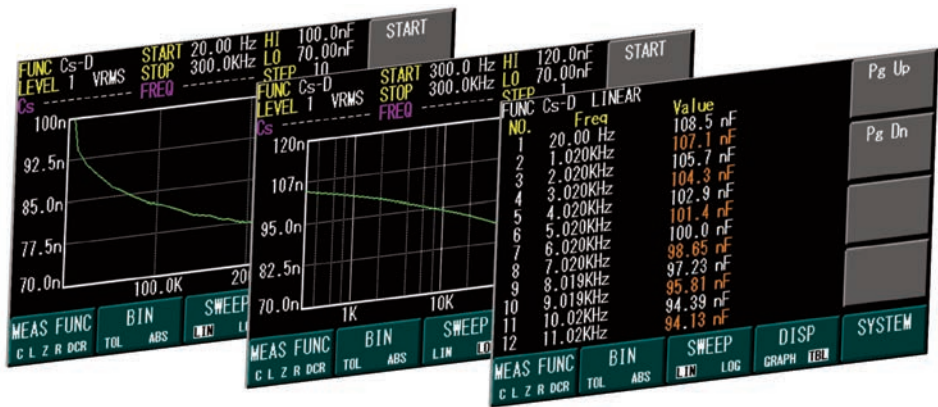 FUNC Cs-D START 20.00 Hz HI 100.0nF START
LEVEL 1 VRMS STOP 300.0KHz LO 70.00nF
Cs FREQ STEP 10
100n
92.5n
85.0n
77.5n
70.0n
100.0K 20
MEAS FUNC BIN SWEEP
C L Z R DCR TOL ABS LIN
FUNC Cs-D START 300.0 Hz HI 120.0nF START
LEVEL 1 VRMS STOP 300.0KHz LO 70.00nF
Cs FREQ STEP 1
120n
107n
95.0n
82.5n
70.0n
1K 10K
MEAS FUNC BIN SWEEP
C L Z R DCR TOL ABS LIN LO
FUNC Cs-D LINEAR Pg Up
NO. Freq Value
1 20.00 Hz 108.5 nF
2 1.020KHz 107.1 nF
3 2.020KHz 105.7 nF
4 3.020KHz 104.3 nF
5 4.020KHz 102.9 nF
6 5.020KHz 101.4 nF
7 6.020KHz 100.0 nF
8 7.020KHz 98.65 nF
9 8.019KHz 97.23 nF
10 9.019KHz 95.81 nF
11 10.02KHz 94.39 nF
12 11.02KHz 94.13 nF
Pg Dn
MEAS FUNC BIN SWEEP DISP SYSTEM
C L Z R DCR TOL ABS LIN LOG GRAPH TBL